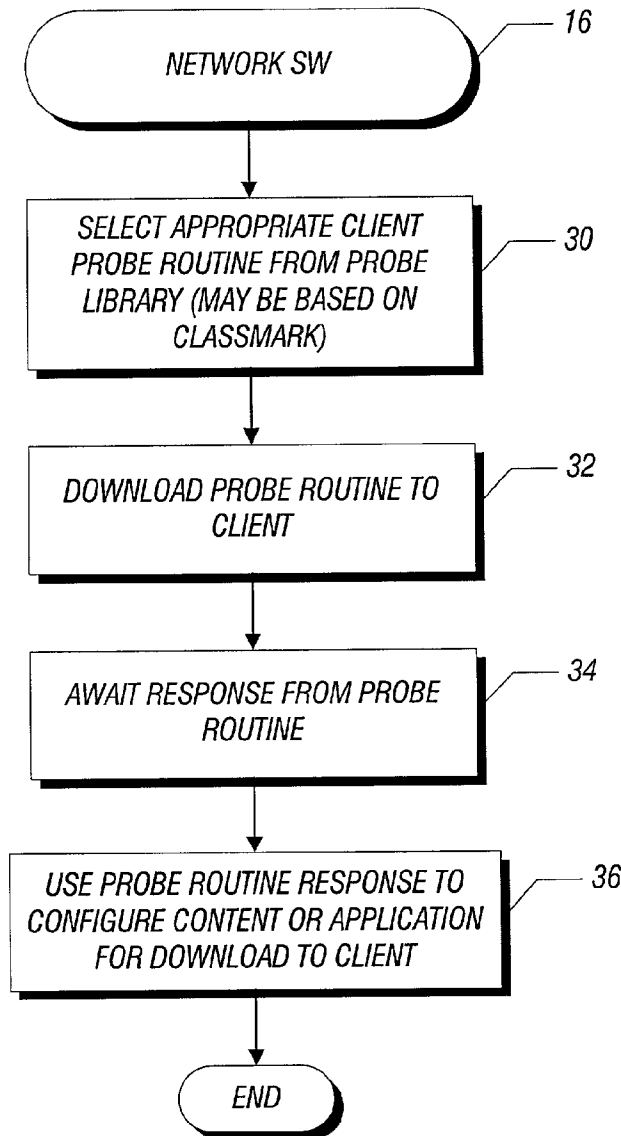 NETWORK SW
16
SELECT APPROPRIATE CLIENT
PROBE ROUTINE FROM PROBE
LIBRARY (MAY BE BASED ON
CLASSMARK)
30
DOWNLOAD PROBE ROUTINE TO
CLIENT
32
AWAIT RESPONSE FROM PROBE
ROUTINE
34
USE PROBE ROUTINE RESPONSE TO
CONFIGURE CONTENT OR APPLICATION
FOR DOWNLOAD TO CLIENT
36
END